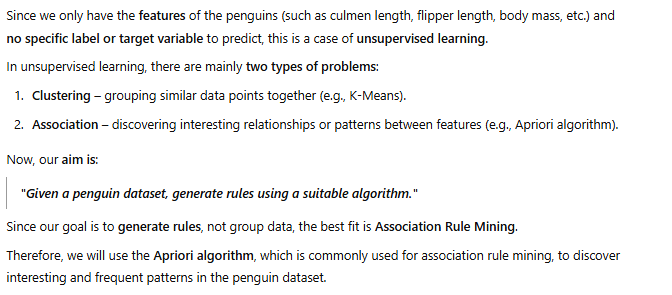 Since we only have the features of the penguins (such as culmen length, flipper length, body mass, etc.) and
no specific label or target variable to predict, this is a case of unsupervised learning.
In unsupervised learning, there are mainly two types of problems:
1. Clustering – grouping similar data points together (e.g., K-Means).
2. Association – discovering interesting relationships or patterns between features (e.g., Apriori algorithm).
Now, our aim is:
"Given a penguin dataset, generate rules using a suitable algorithm."
Since our goal is to generate rules, not group data, the best fit is Association Rule Mining.
Therefore, we will use the Apriori algorithm, which is commonly used for association rule mining, to discover
interesting and frequent patterns in the penguin dataset.